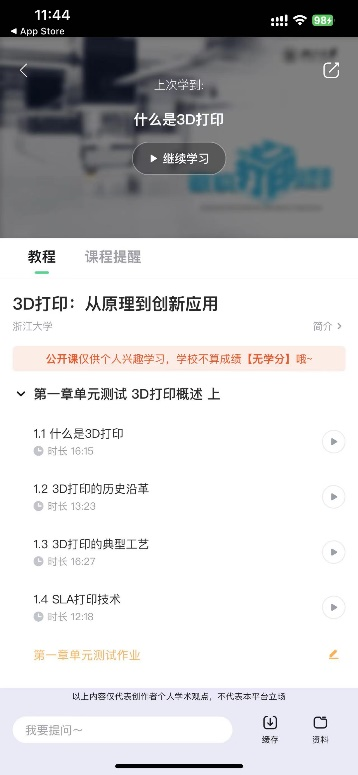 11:44
98
◀ App Store
上次学到:
什么是3D打印
继续学习
教程
课程提醒
3D打印：从原理到创新应用
浙江大学
简介 >
公开课仅供个人兴趣学习，学校不算成绩【无学分】哦~
第一章单元测试 3D打印概述 上
1.1 什么是3D打印
时长 16:15
1.2 3D打印的历史沿革
时长 13:23
1.3 3D打印的典型工艺
时长 16:27
1.4 SLA打印技术
时长 12:18
第一章单元测试作业
以上内容仅代表创作者个人学术观点，不代表本平台立场
我要提问~
缓存
资料